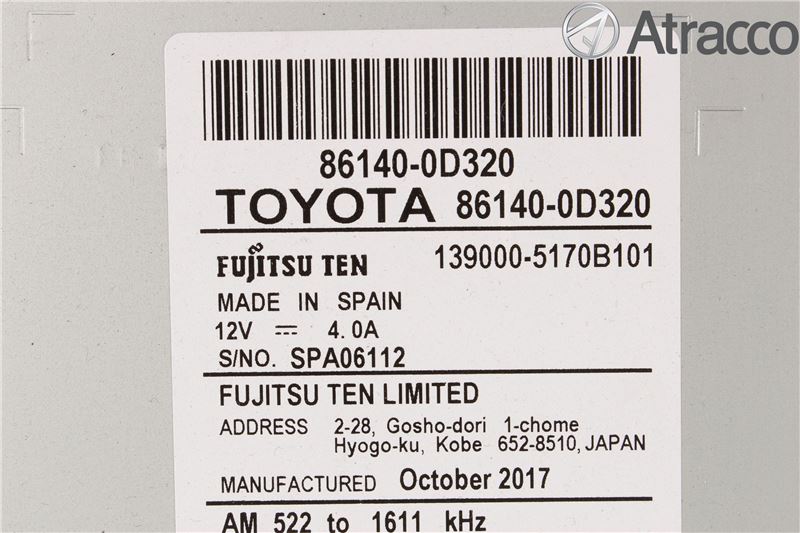 Atracco
86140-0D320
TOYOTA 86140-0D320
FUJITSU TEN 139000-5170B101
MADE IN SPAIN
12V ⎓ 4.0A
S/NO. SPA06112
FUJITSU TEN LIMITED
ADDRESS 2-28, Gosho-dori 1-chome
Hyogo-ku, Kobe 652-8510, JAPAN
MANUFACTURED October 2017
AM 522 to 1611 kHz